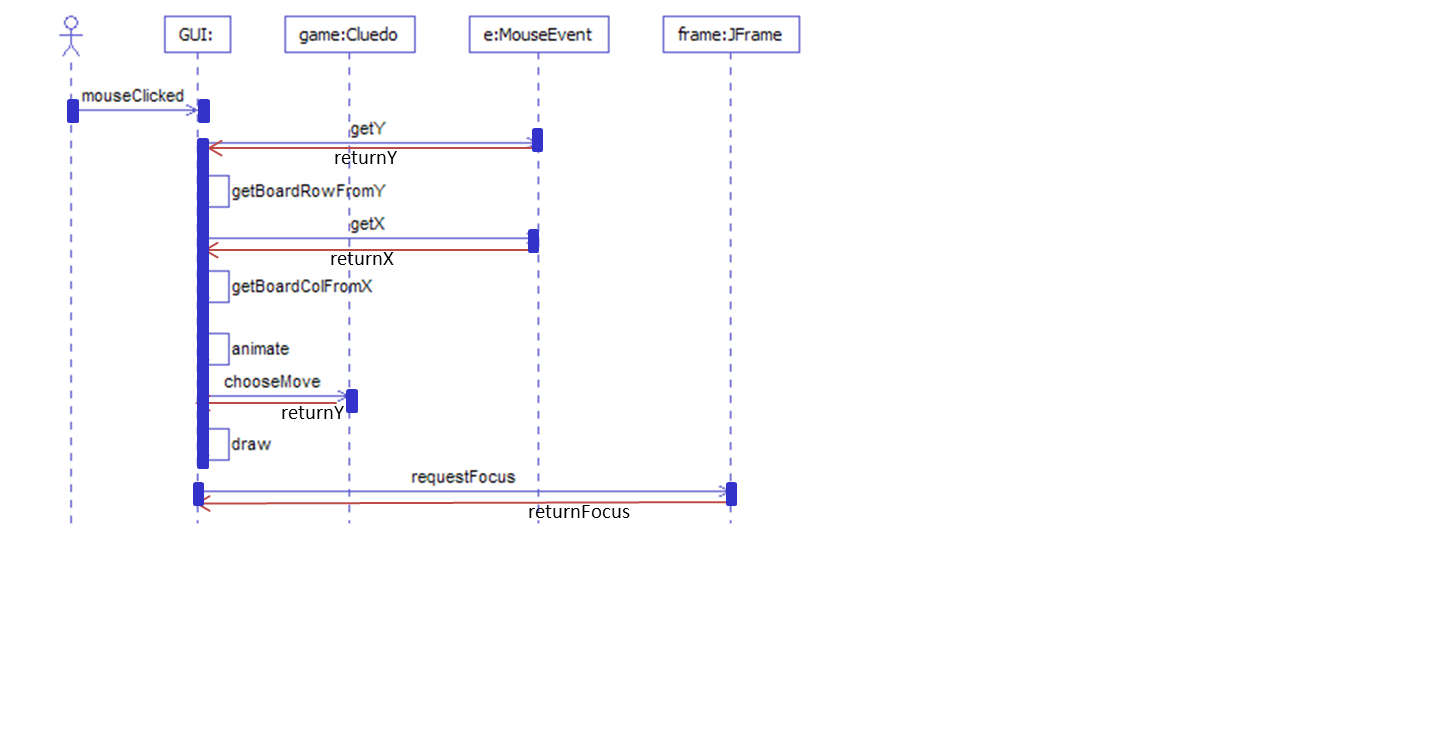 GUI:
game:Cluedo
e:MouseEvent
frame:JFrame
mouseClicked
getY
returnY
getBoardRowFromY
getX
returnX
getBoardColFromX
animate
chooseMove
returnY
draw
requestFocus
returnFocus